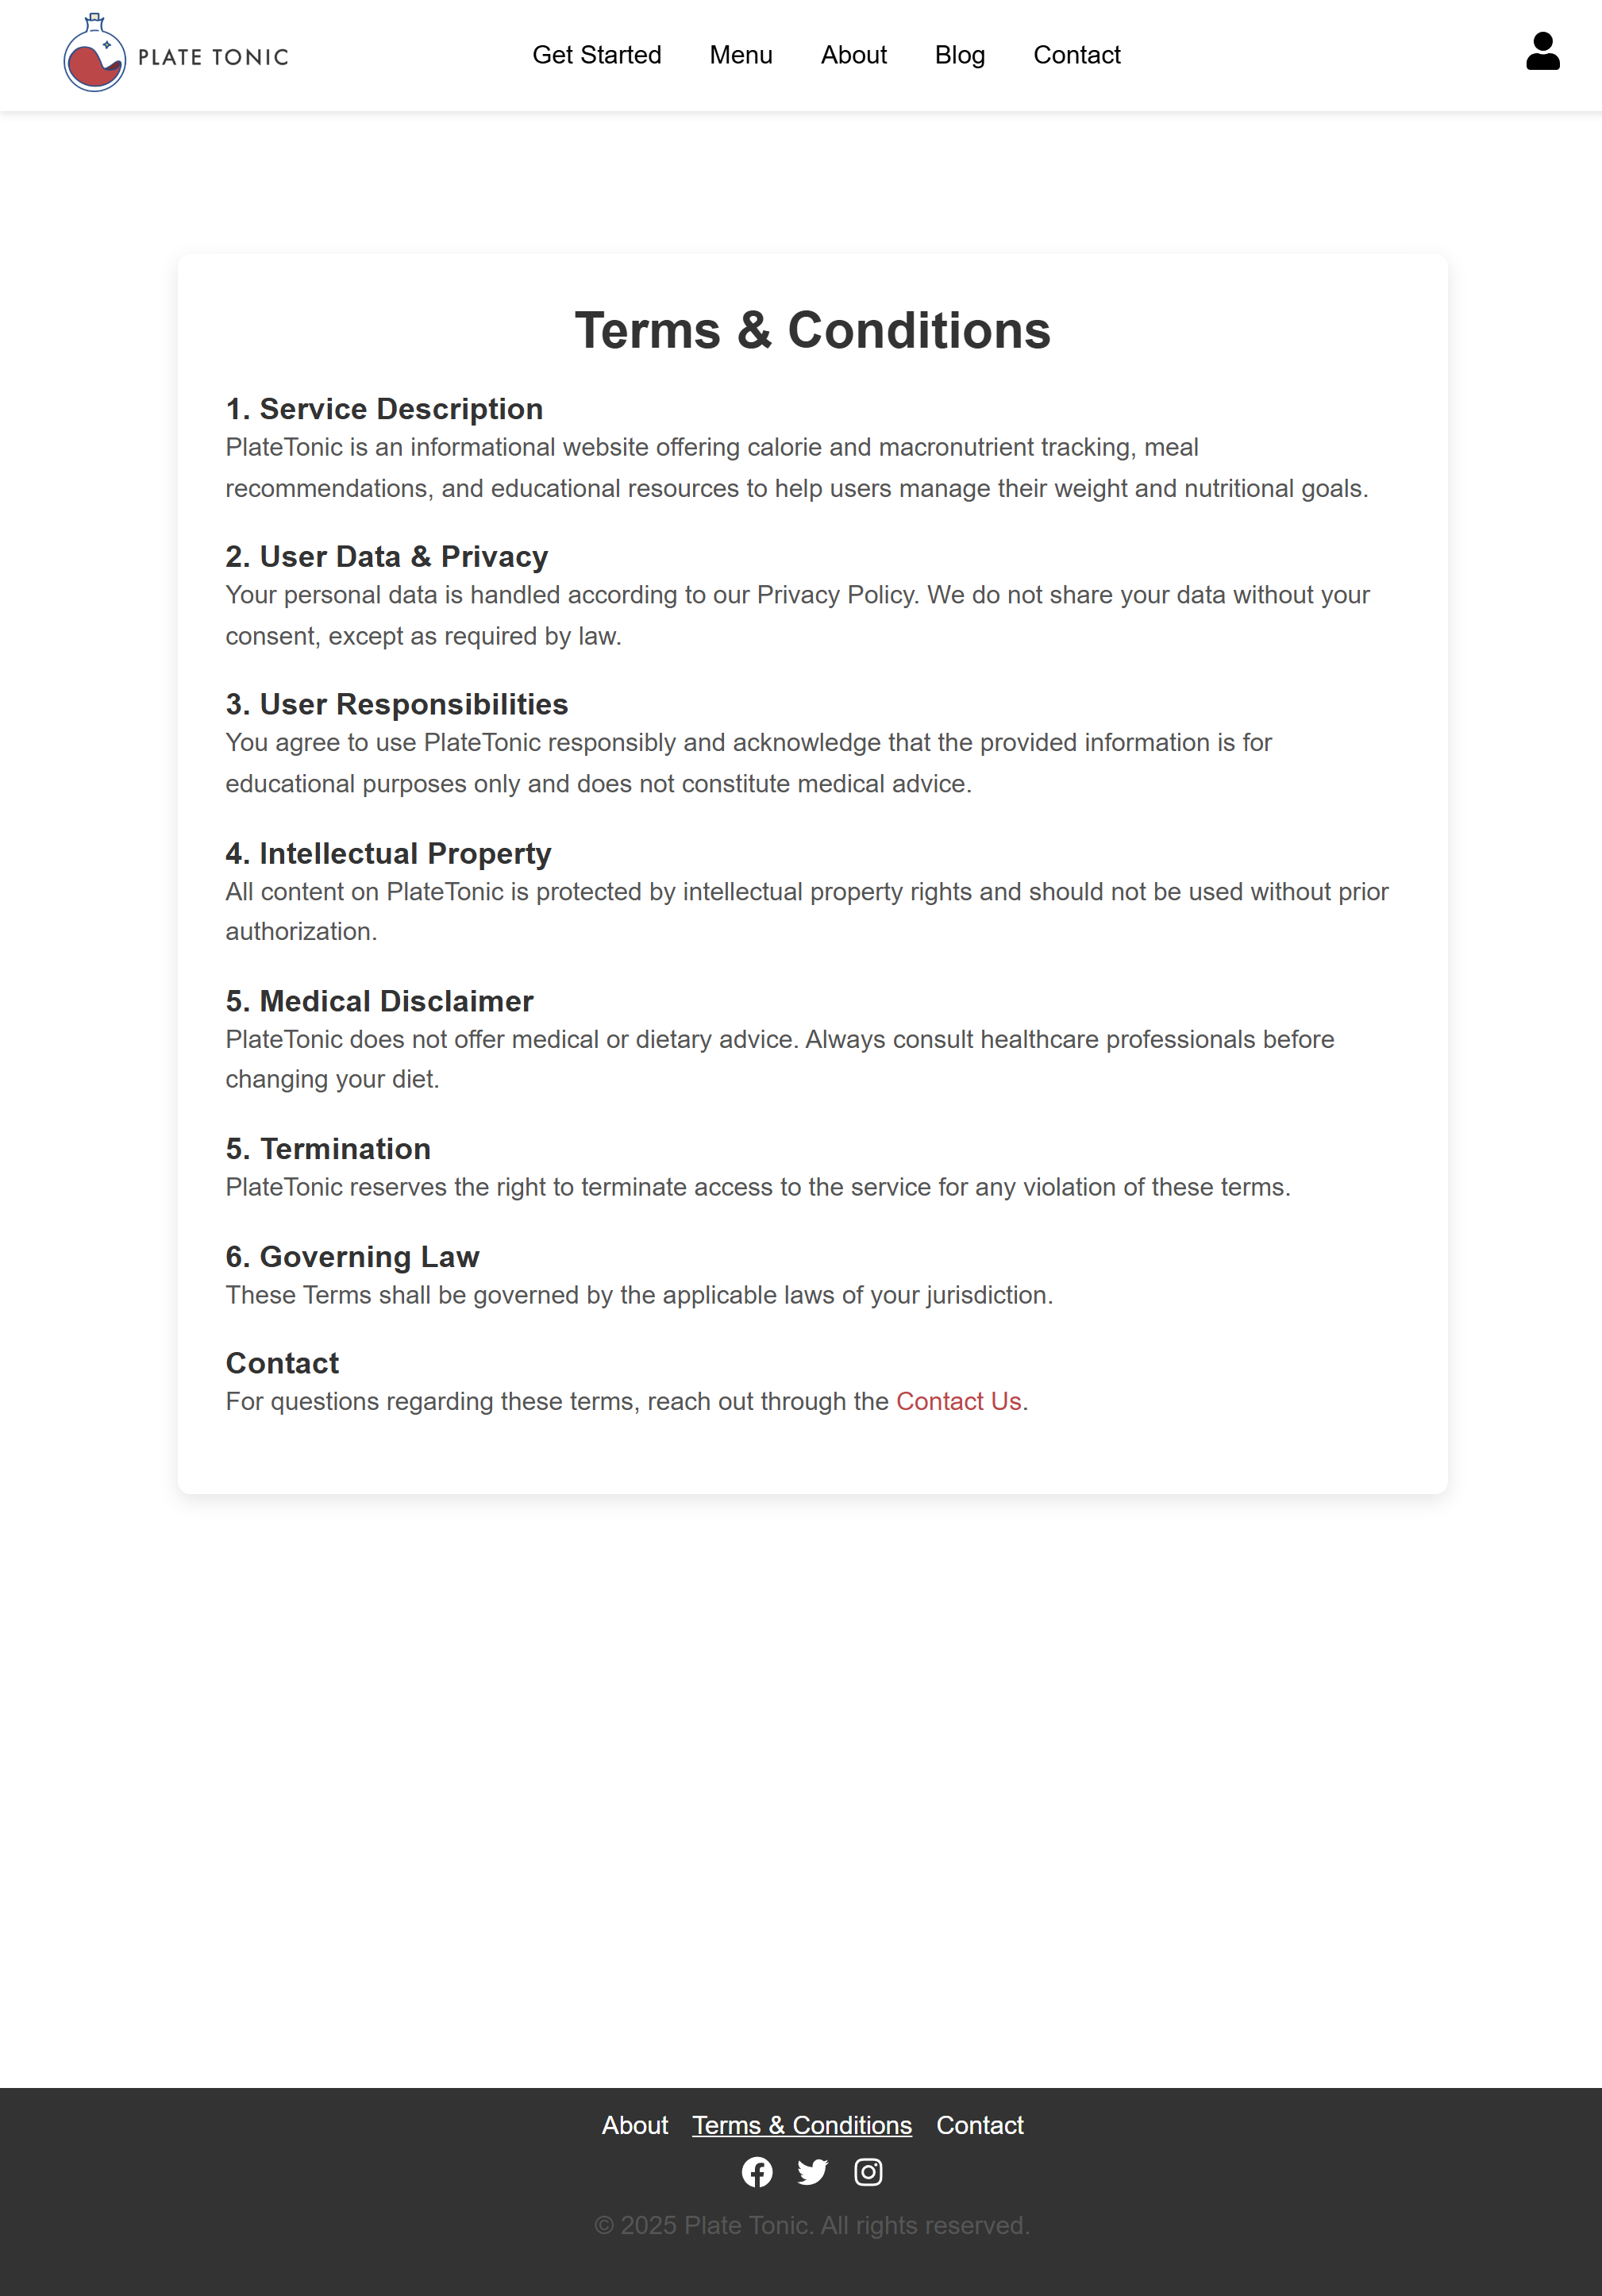 PLATE TONIC
Get Started
Menu
About
Blog
Contact
Terms & Conditions
1. Service Description
PlateTonic is an informational website offering calorie and macronutrient tracking, meal
recommendations, and educational resources to help users manage their weight and nutritional goals.
2. User Data & Privacy
Your personal data is handled according to our Privacy Policy. We do not share your data without your
consent, except as required by law.
3. User Responsibilities
You agree to use PlateTonic responsibly and acknowledge that the provided information is for
educational purposes only and does not constitute medical advice.
4. Intellectual Property
All content on PlateTonic is protected by intellectual property rights and should not be used without prior
authorization.
5. Medical Disclaimer
PlateTonic does not offer medical or dietary advice. Always consult healthcare professionals before
changing your diet.
5. Termination
PlateTonic reserves the right to terminate access to the service for any violation of these terms.
6. Governing Law
These Terms shall be governed by the applicable laws of your jurisdiction.
Contact
For questions regarding these terms, reach out through the Contact Us.
About
Terms & Conditions
Contact
© 2025 Plate Tonic. All rights reserved.